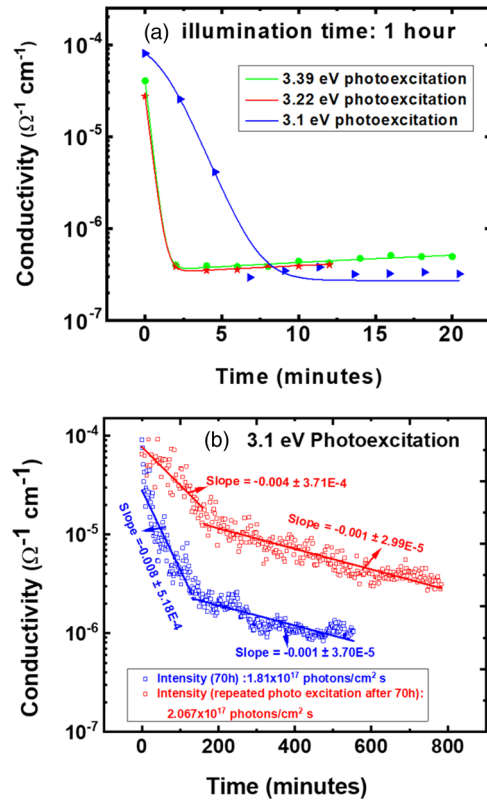 (a) illumination time: 1 hour
3.39 eV photoexcitation
3.22 eV photoexcitation
3.1 eV photoexcitation
10⁻⁴
10⁻⁵
10⁻⁶
10⁻⁷
Conductivity (Ω⁻¹ cm⁻¹)
0 5 10 15 20
Time (minutes)
(b) 3.1 eV Photoexcitation
10⁻⁴
10⁻⁵
10⁻⁶
10⁻⁷
Conductivity (Ω⁻¹ cm⁻¹)
Slope = -0.004 ± 3.71E-4
Slope = -0.001 ± 2.99E-5
Slope = -0.008 ± 5.18E-4
Slope = -0.001 ± 3.70E-5
Intensity (70h) :1.81x10¹⁷ photons/cm² s
Intensity (repeated photo excitation after 70h):
2.067x10¹⁷ photons/cm² s
0 200 400 600 800
Time (minutes)